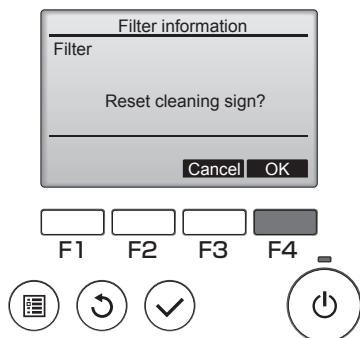 Filter information
Filter
Reset cleaning sign?
Cancel OK
F1 F2 F3 F4